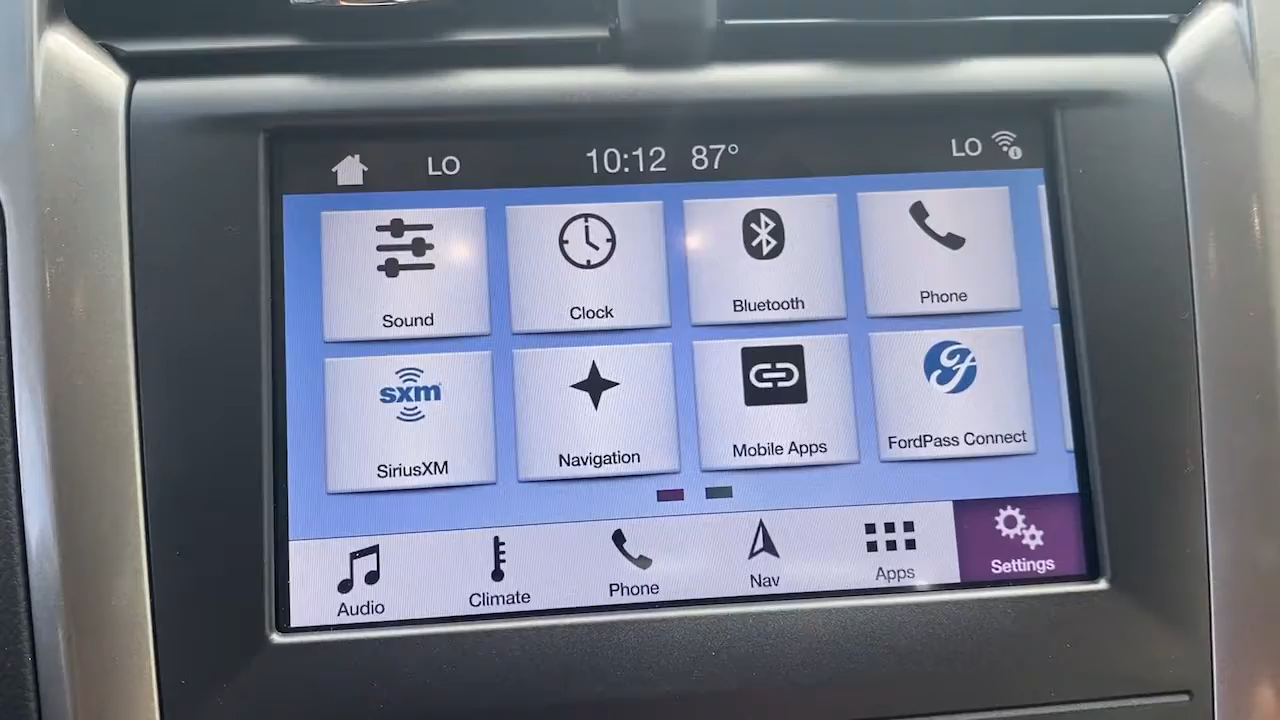 LO
10:12 87°
LO
Sound
Clock
Bluetooth
Phone
sxm
SiriusXM
Navigation
Mobile Apps
FordPass Connect
Audio
Climate
Phone
Nav
Apps
Settings